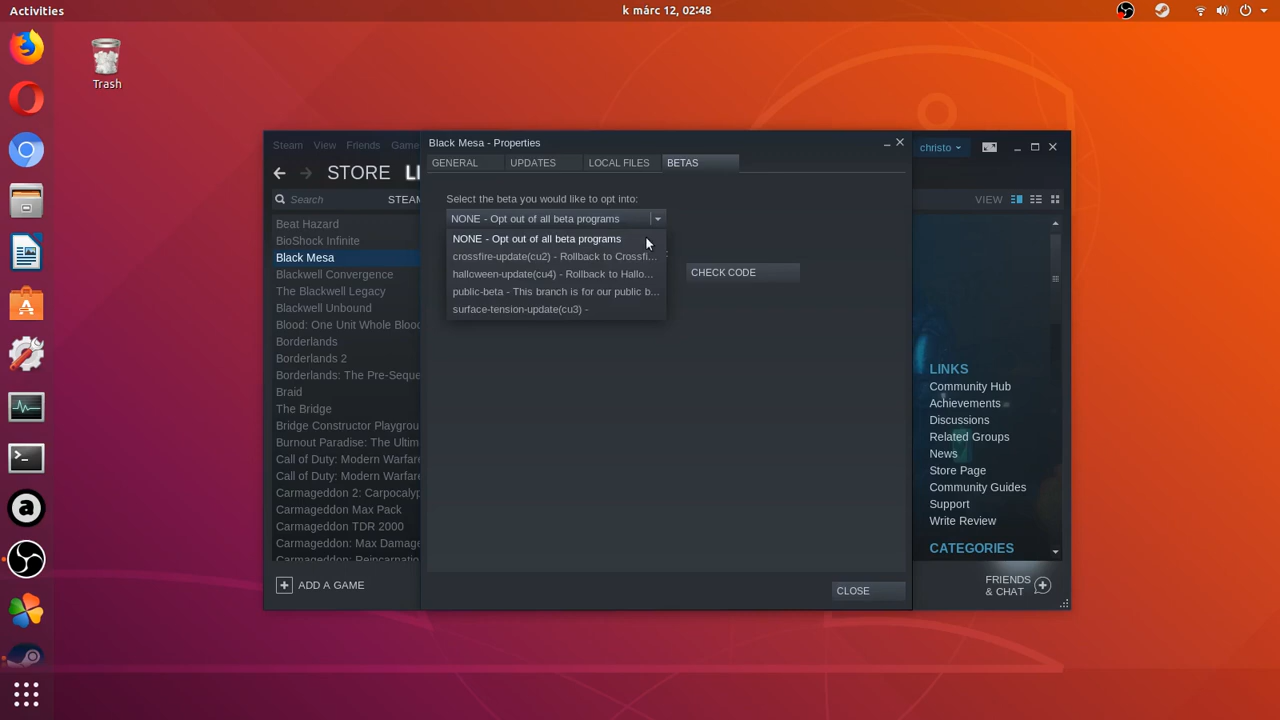 Activities
k márc 12, 02:48
Trash
Steam View Friends Game
christo
STORE
Search
STEAM
VIEW
Beat Hazard
BioShock Infinite
Black Mesa
Blackwell Convergence
The Blackwell Legacy
Blackwell Unbound
Blood: One Unit Whole Blood
Borderlands
Borderlands 2
Borderlands: The Pre-Seque
Braid
The Bridge
Bridge Constructor Playgrou
Burnout Paradise: The Ultim
Call of Duty: Modern Warfare
Call of Duty: Modern Warfare
Carmageddon 2: Carpocalyp
Carmageddon Max Pack
Carmageddon TDR 2000
Carmageddon: Max Damage
Carmageddon: Reincarnatio
ADD A GAME
Black Mesa - Properties
GENERAL
UPDATES
LOCAL FILES
BETAS
Select the beta you would like to opt into:
NONE - Opt out of all beta programs
NONE - Opt out of all beta programs
crossfire-update(cu2) - Rollback to Crossfi...
halloween-update(cu4) - Rollback to Hallo...
public-beta - This branch is for our public b...
surface-tension-update(cu3) -
CHECK CODE
CLOSE
LINKS
Community Hub
Achievements
Discussions
Related Groups
News
Store Page
Community Guides
Support
Write Review
CATEGORIES
FRIENDS
& CHAT